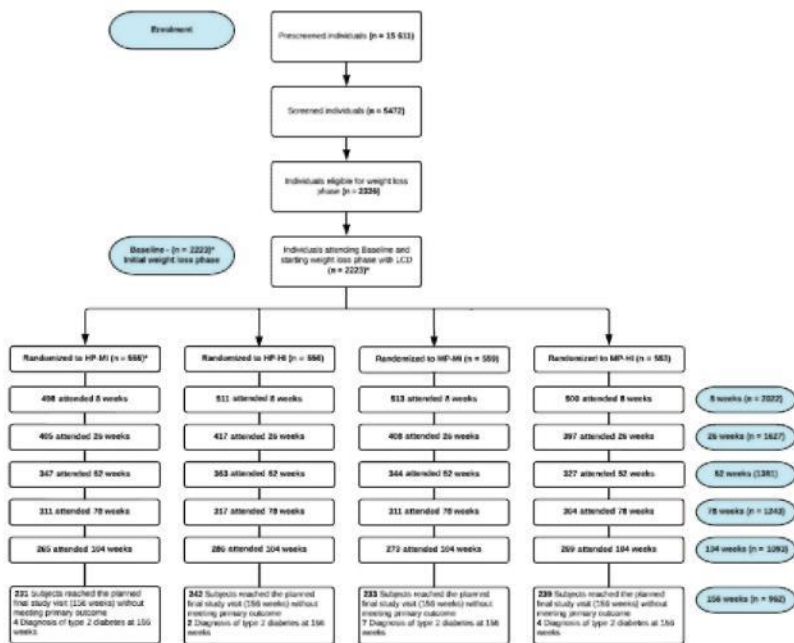 Enrolment
Prescreened individuals (n = 15 611)
Screened individuals (n = 5472)
Individuals eligible for weight loss
phase (n = 2326)
Baseline - (n = 2223)*
Initial weight loss phase
Individuals attending Baseline and
starting weight loss phase with LCD
(n = 2223)*
Randomized to HP-MI (n = 555)*
Randomized to HP-HI (n = 556)
Randomized to MP-MI (n = 559)
Randomized to MP-HI (n = 553)
498 attended 8 weeks
511 attended 8 weeks
513 attended 8 weeks
500 attended 8 weeks
8 weeks (n = 2022)
405 attended 26 weeks
417 attended 26 weeks
408 attended 26 weeks
397 attended 26 weeks
26 weeks (n = 1627)
347 attended 52 weeks
363 attended 52 weeks
344 attended 52 weeks
327 attended 52 weeks
52 weeks (1381)
311 attended 78 weeks
317 attended 78 weeks
311 attended 78 weeks
304 attended 78 weeks
78 weeks (n = 1243)
265 attended 104 weeks
286 attended 104 weeks
273 attended 104 weeks
269 attended 104 weeks
104 weeks (n = 1093)
231 Subjects reached the planned
final study visit (156 weeks) without
meeting primary outcome
4 Diagnosis of type 2 diabetes at 156
weeks
242 Subjects reached the planned
final study visit (156 weeks) without
meeting primary outcome
2 Diagnosis of type 2 diabetes at 156
weeks
233 Subjects reached the planned
final study visit (156 weeks) without
meeting primary outcome
7 Diagnosis of type 2 diabetes at 156
weeks
239 Subjects reached the planned
final study visit (156 weeks) without
meeting primary outcome
4 Diagnosis of type 2 diabetes at 156
weeks
156 weeks (n = 962)